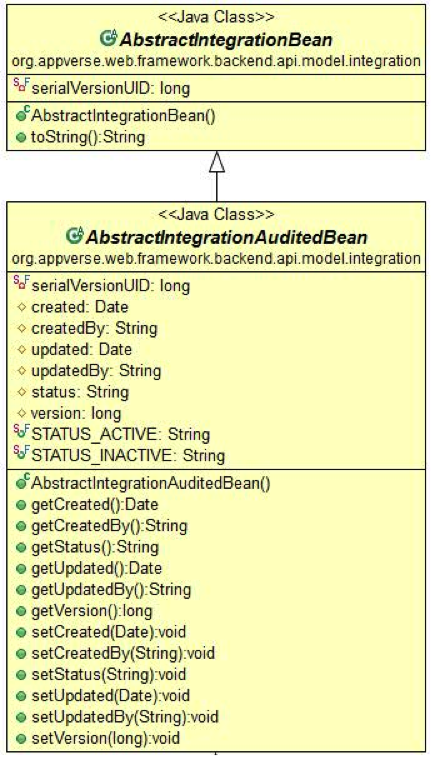 <<Java Class>>
AbstractIntegrationBean
org.appverse.web.framework.backend.api.model.integration
serialVersionUID: long
AbstractIntegrationBean()
toString():String
<<Java Class>>
AbstractIntegrationAuditedBean
org.appverse.web.framework.backend.api.model.integration
serialVersionUID: long
created: Date
createdBy: String
updated: Date
updatedBy: String
status: String
version: long
STATUS_ACTIVE: String
STATUS_INACTIVE: String
AbstractIntegrationAuditedBean()
getCreated():Date
getCreatedBy():String
getStatus():String
getUpdated():Date
getUpdatedBy():String
getVersion():long
setCreated(Date):void
setCreatedBy(String):void
setStatus(String):void
setUpdated(Date):void
setUpdatedBy(String):void
setVersion(long):void